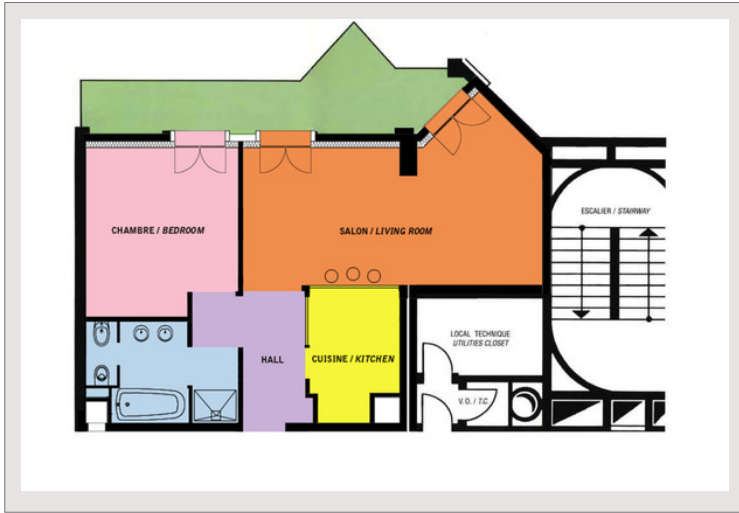 ESCALIER / STAIRWAY
CHAMBRE / BEDROOM
SALON / LIVING ROOM
LOCAL TECHNIQUE
UTILITIES CLOSET
HALL
CUISINE / KITCHEN
V. O. / T.C.